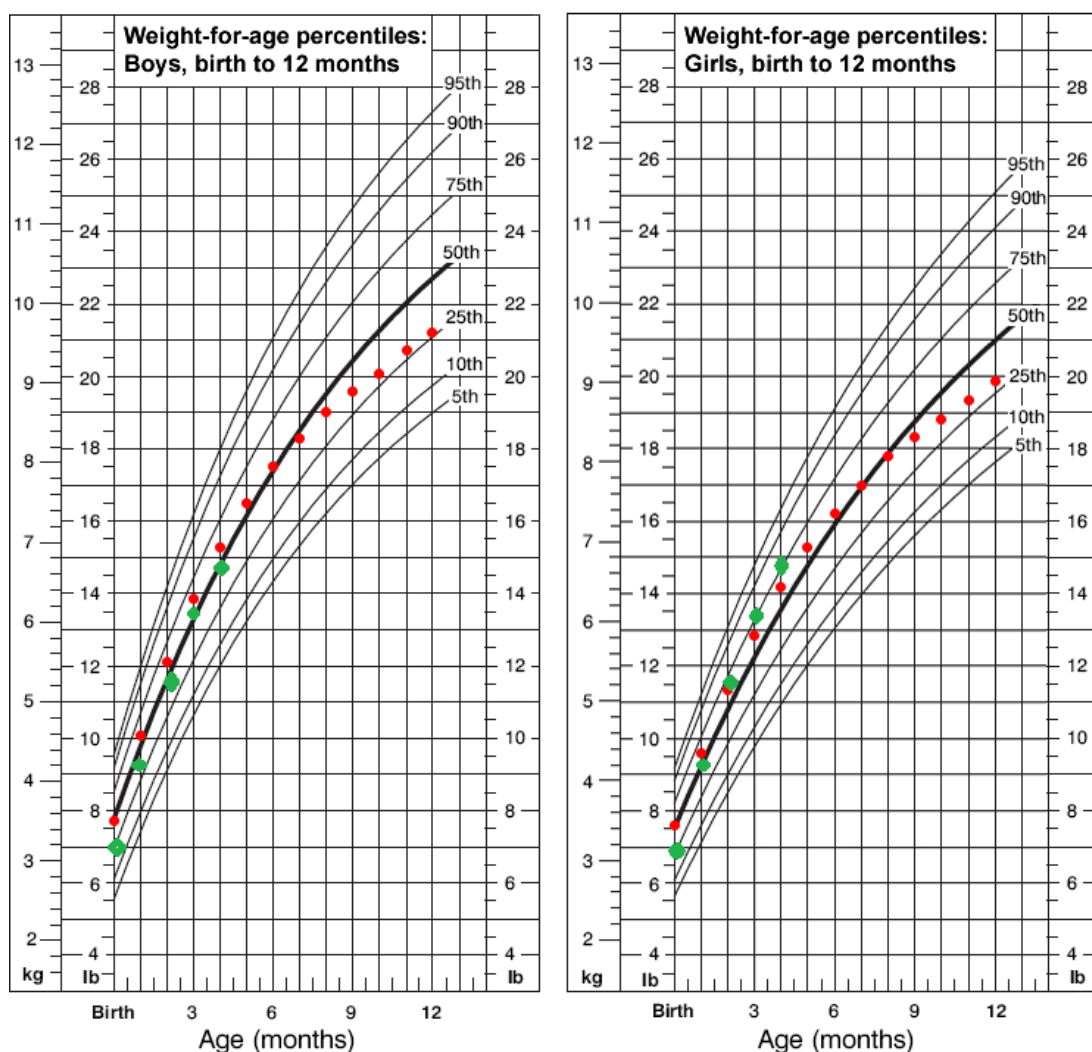 Weight-for-age percentiles:
Boys, birth to 12 months
13
12
11
10
9
8
7
6
5
4
3
2
kg
28
26
24
22
20
18
16
14
12
10
8
6
4
lb
95th
90th
75th
50th
25th
10th
5th
28
26
24
22
20
18
16
14
12
10
8
6
4
lb
Birth 3 6 9 12
Age (months)
Weight-for-age percentiles:
Girls, birth to 12 months
13
12
11
10
9
8
7
6
5
4
3
2
kg
28
26
24
22
20
18
16
14
12
10
8
6
4
lb
95th
90th
75th
50th
25th
10th
5th
28
26
24
22
20
18
16
14
12
10
8
6
4
lb
Birth 3 6 9 12
Age (months)